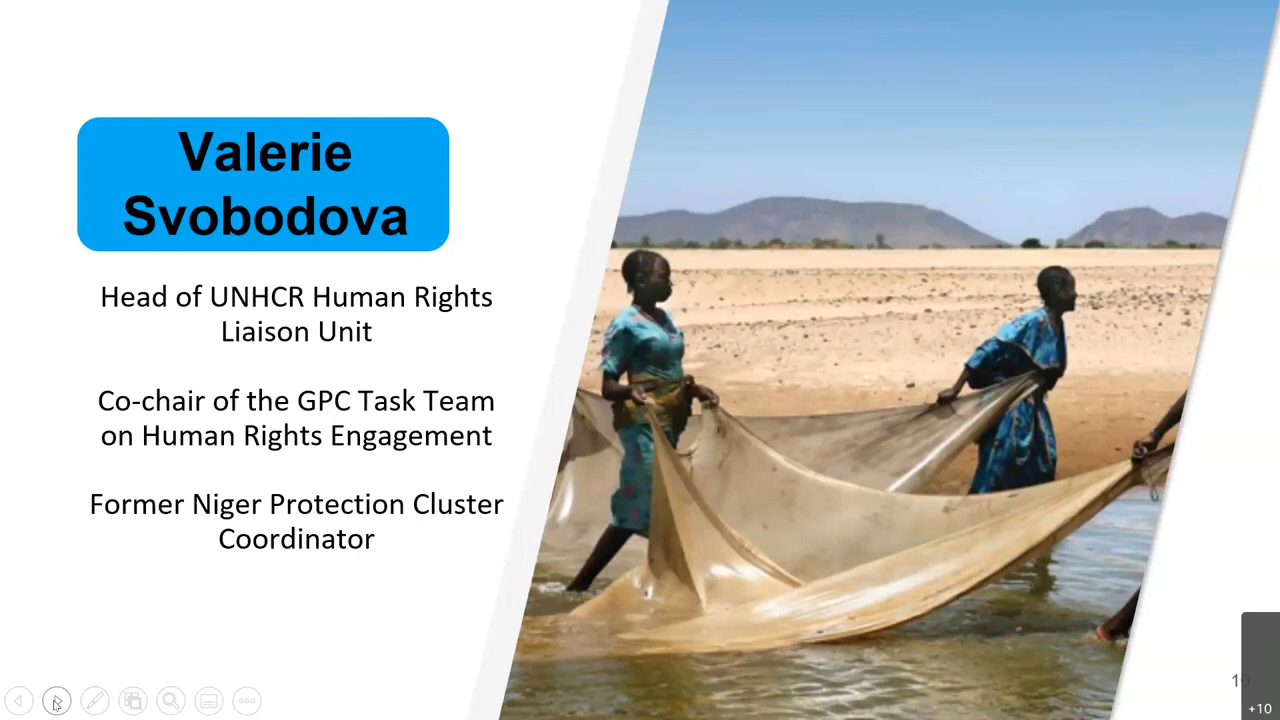 Valerie
Svobodova
Head of UNHCR Human Rights
Liaison Unit
Co-chair of the GPC Task Team
on Human Rights Engagement
Former Niger Protection Cluster
Coordinator
+10